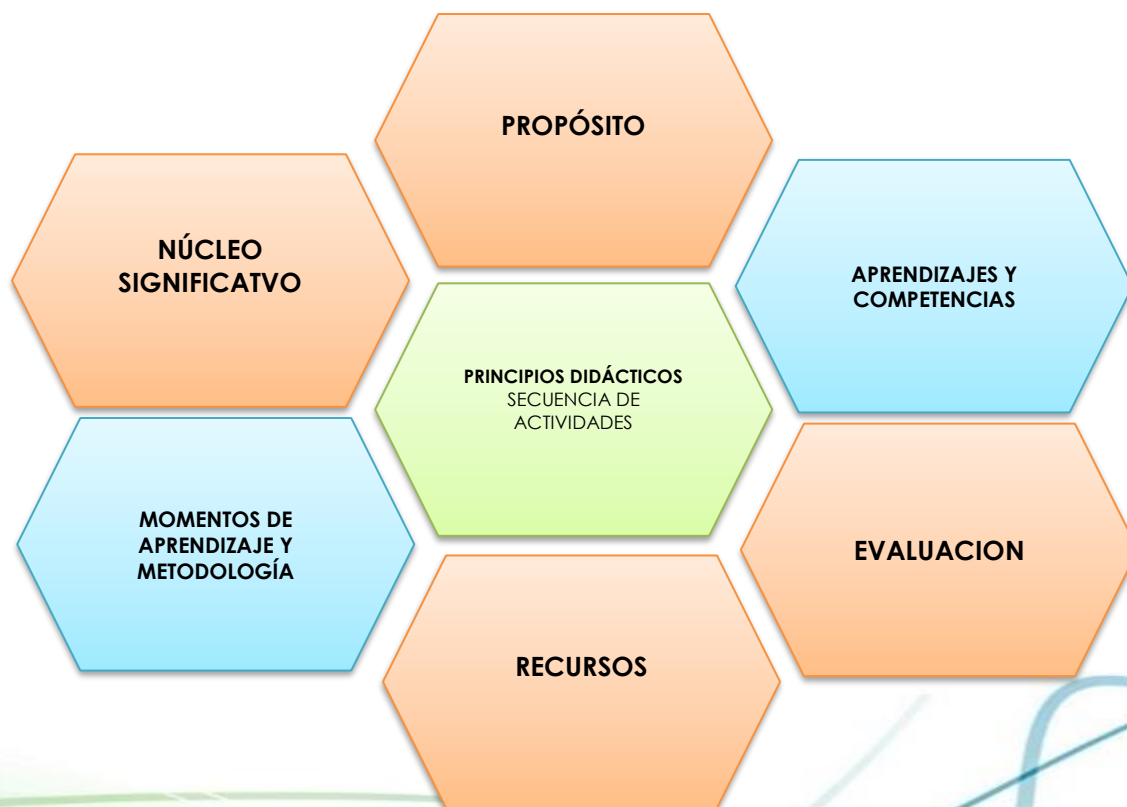 PROPÓSITO
NÚCLEO
SIGNIFICATVO
APRENDIZAJES Y
COMPETENCIAS
PRINCIPIOS DIDÁCTICOS
SECUENCIA DE
ACTIVIDADES
MOMENTOS DE
APRENDIZAJE Y
METODOLOGÍA
EVALUACION
RECURSOS